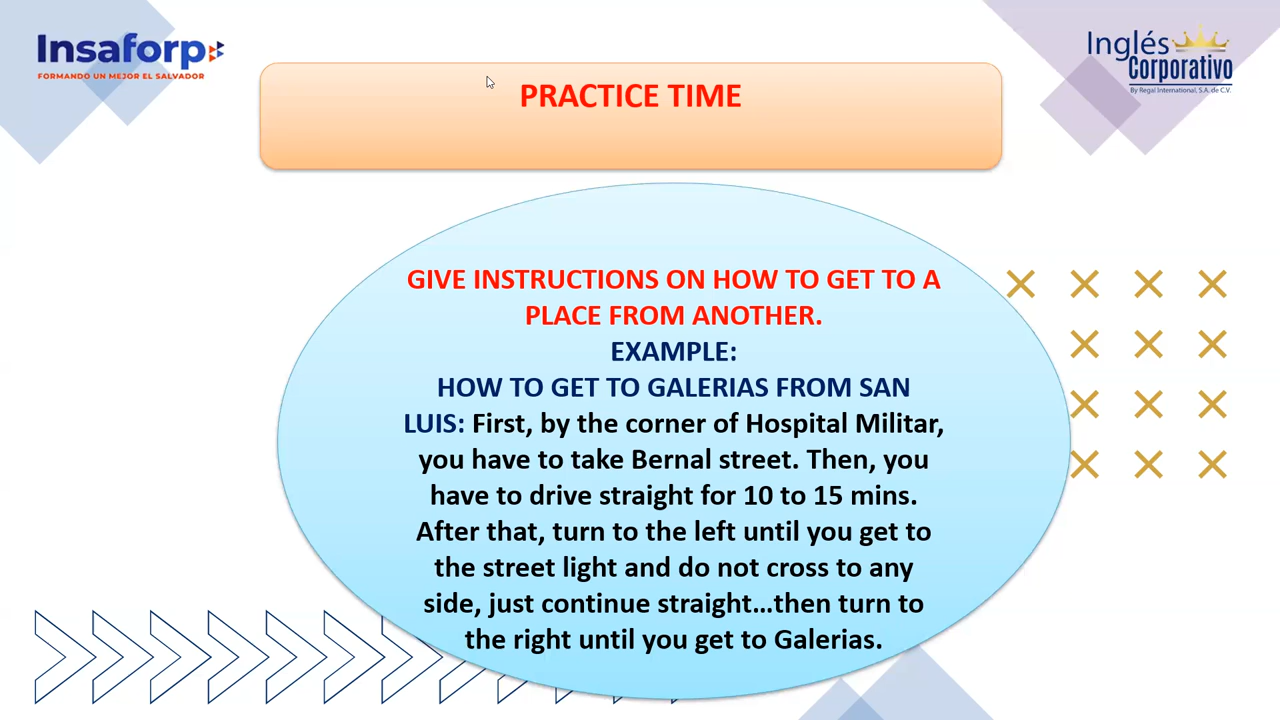 Insaforp
FORMANDO UN MEJOR EL SALVADOR
Inglés
Corporativo
By Regal International, S.A. de C.V.
PRACTICE TIME
GIVE INSTRUCTIONS ON HOW TO GET TO A
PLACE FROM ANOTHER.
EXAMPLE:
HOW TO GET TO GALERIAS FROM SAN
LUIS: First, by the corner of Hospital Militar,
you have to take Bernal street. Then, you
have to drive straight for 10 to 15 mins.
After that, turn to the left until you get to
the street light and do not cross to any
side, just continue straight…then turn to
the right until you get to Galerias.